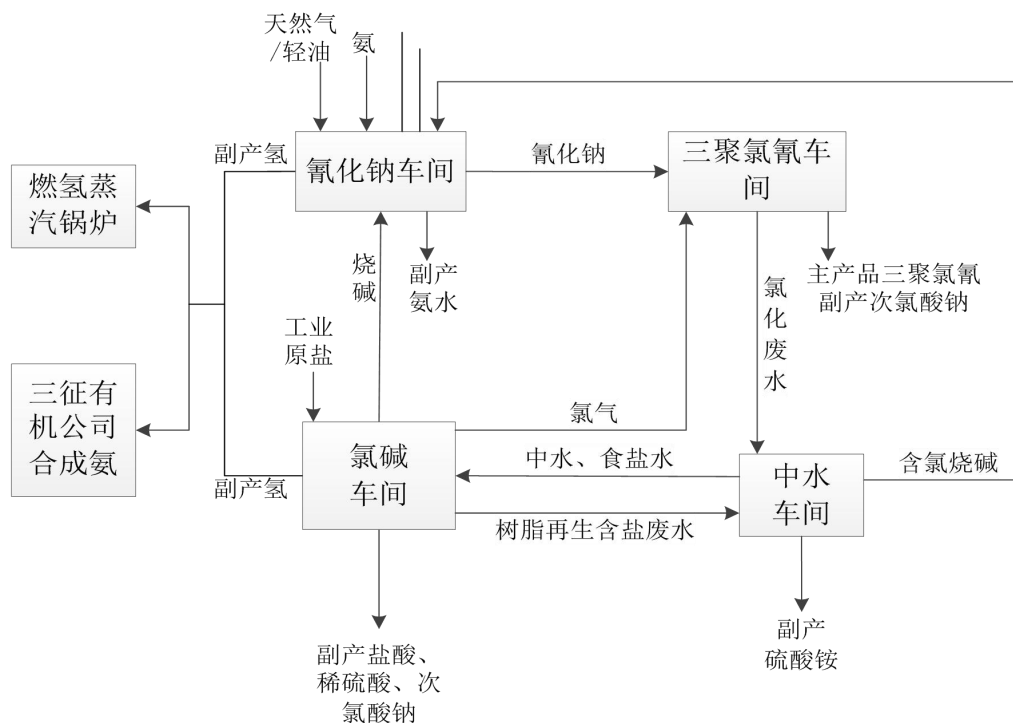 天然气
/轻油
氨
副产氢
氰化钠车间
氰化钠
三聚氯氰车
间
燃氢蒸
汽锅炉
烧
碱
副产
氨水
氯
化
废
水
主产品三聚氯氰
副产次氯酸钠
工业
原盐
三征有
机公司
合成氨
氯气
氯碱
车间
中水、食盐水
中水
车间
含氯烧碱
副产氢
树脂再生含盐废水
副产
硫酸铵
副产盐酸、
稀硫酸、次
氯酸钠